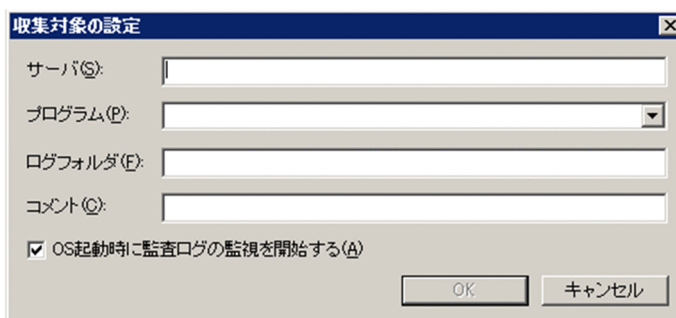 収集対象の設定
サーバ(S):
プログラム(P):
ログフォルダ(F):
コメント(C):
OS起動時に監査ログの監視を開始する(A)
OK キャンセル